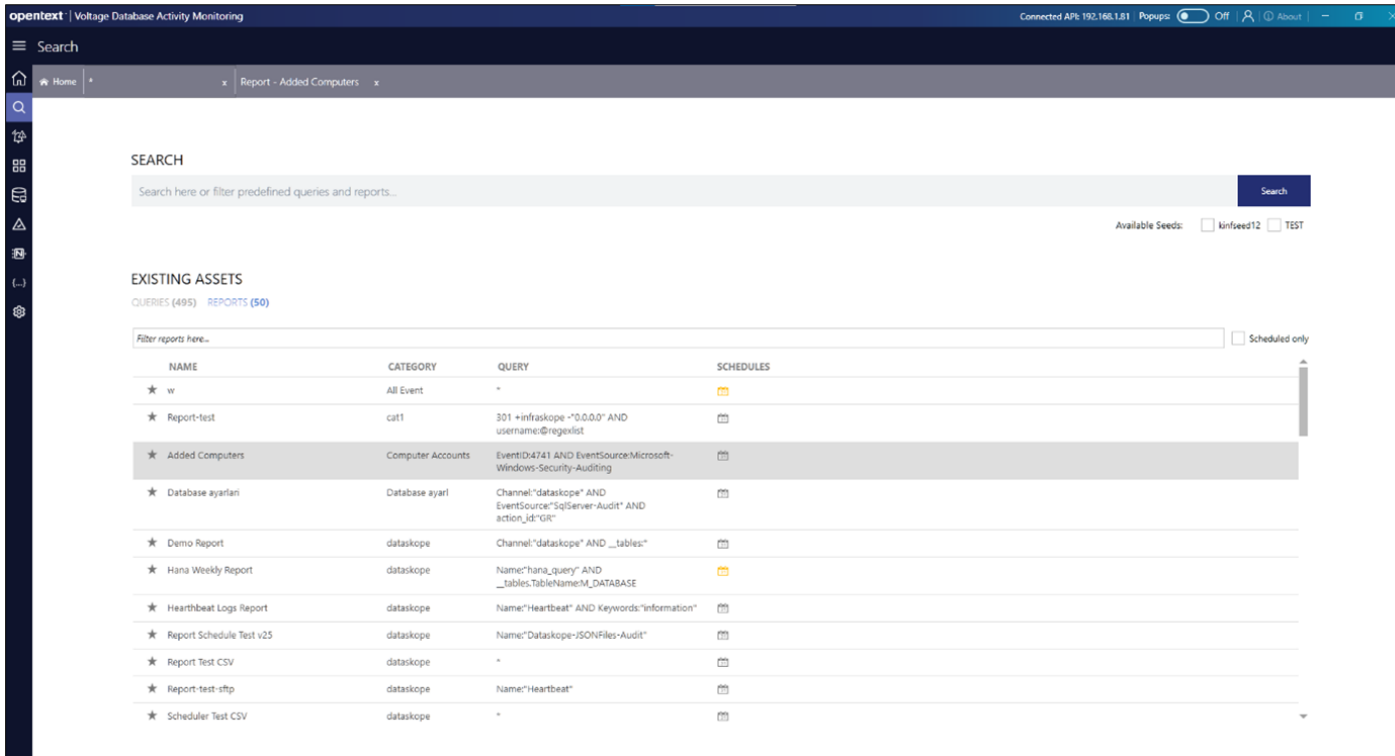 opentext | Voltage Database Activity Monitoring
Connected API: 192.168.1.81 | Popups: Off | About
Search
Home * x Report - Added Computers x
SEARCH
Search here or filter predefined queries and reports...
Search
Available Seeds: kinfseed12 TEST
EXISTING ASSETS
QUERIES (495) REPORTS (50)
Filter reports here...
Scheduled only
NAME CATEGORY QUERY SCHEDULES
w All Event *
Report-test cat1 301 +infraskope -"0.0.0.0" AND
username:@regexlist
Added Computers Computer Accounts EventID:4741 AND EventSource:Microsoft-
Windows-Security-Auditing
Database ayarlari Database ayarl Channel:"dataskope" AND
EventSource:"SqlServer-Audit" AND
action_id:"GR"
Demo Report dataskope Channel:"dataskope" AND __tables:*
Hana Weekly Report dataskope Name:"hana_query" AND
__tables.TableName:M_DATABASE
Hearthbeat Logs Report dataskope Name:"Heartbeat" AND Keywords:"information"
Report Schedule Test v25 dataskope Name:"Dataskope-JSONFiles-Audit"
Report Test CSV dataskope *
Report-test-sftp dataskope Name:"Heartbeat"
Scheduler Test CSV dataskope *